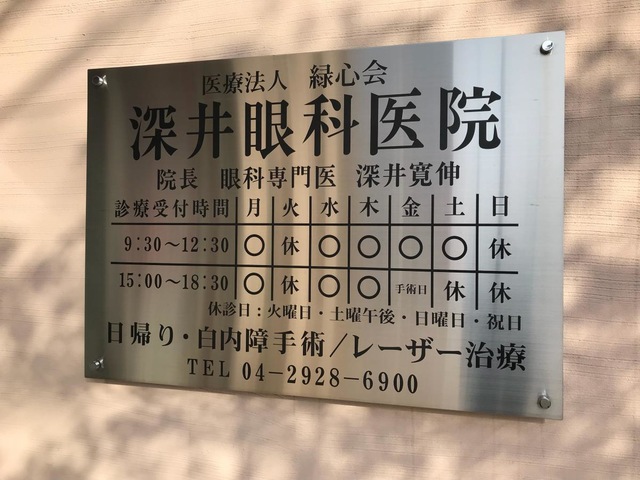 医療法人 緑心会
深井眼科医院
院長 眼科専門医 深井寛伸
診療受付時間 月 火 水 木 金 土 日
9:30～12:30 ○ 休 ○ ○ ○ ○ 休
15:00～18:30 ○ 休 ○ ○ 手術日 休 休
休診日：火曜日・土曜午後・日曜日・祝日
日帰り・白内障手術／レーザー治療
TEL 04-2928-6900